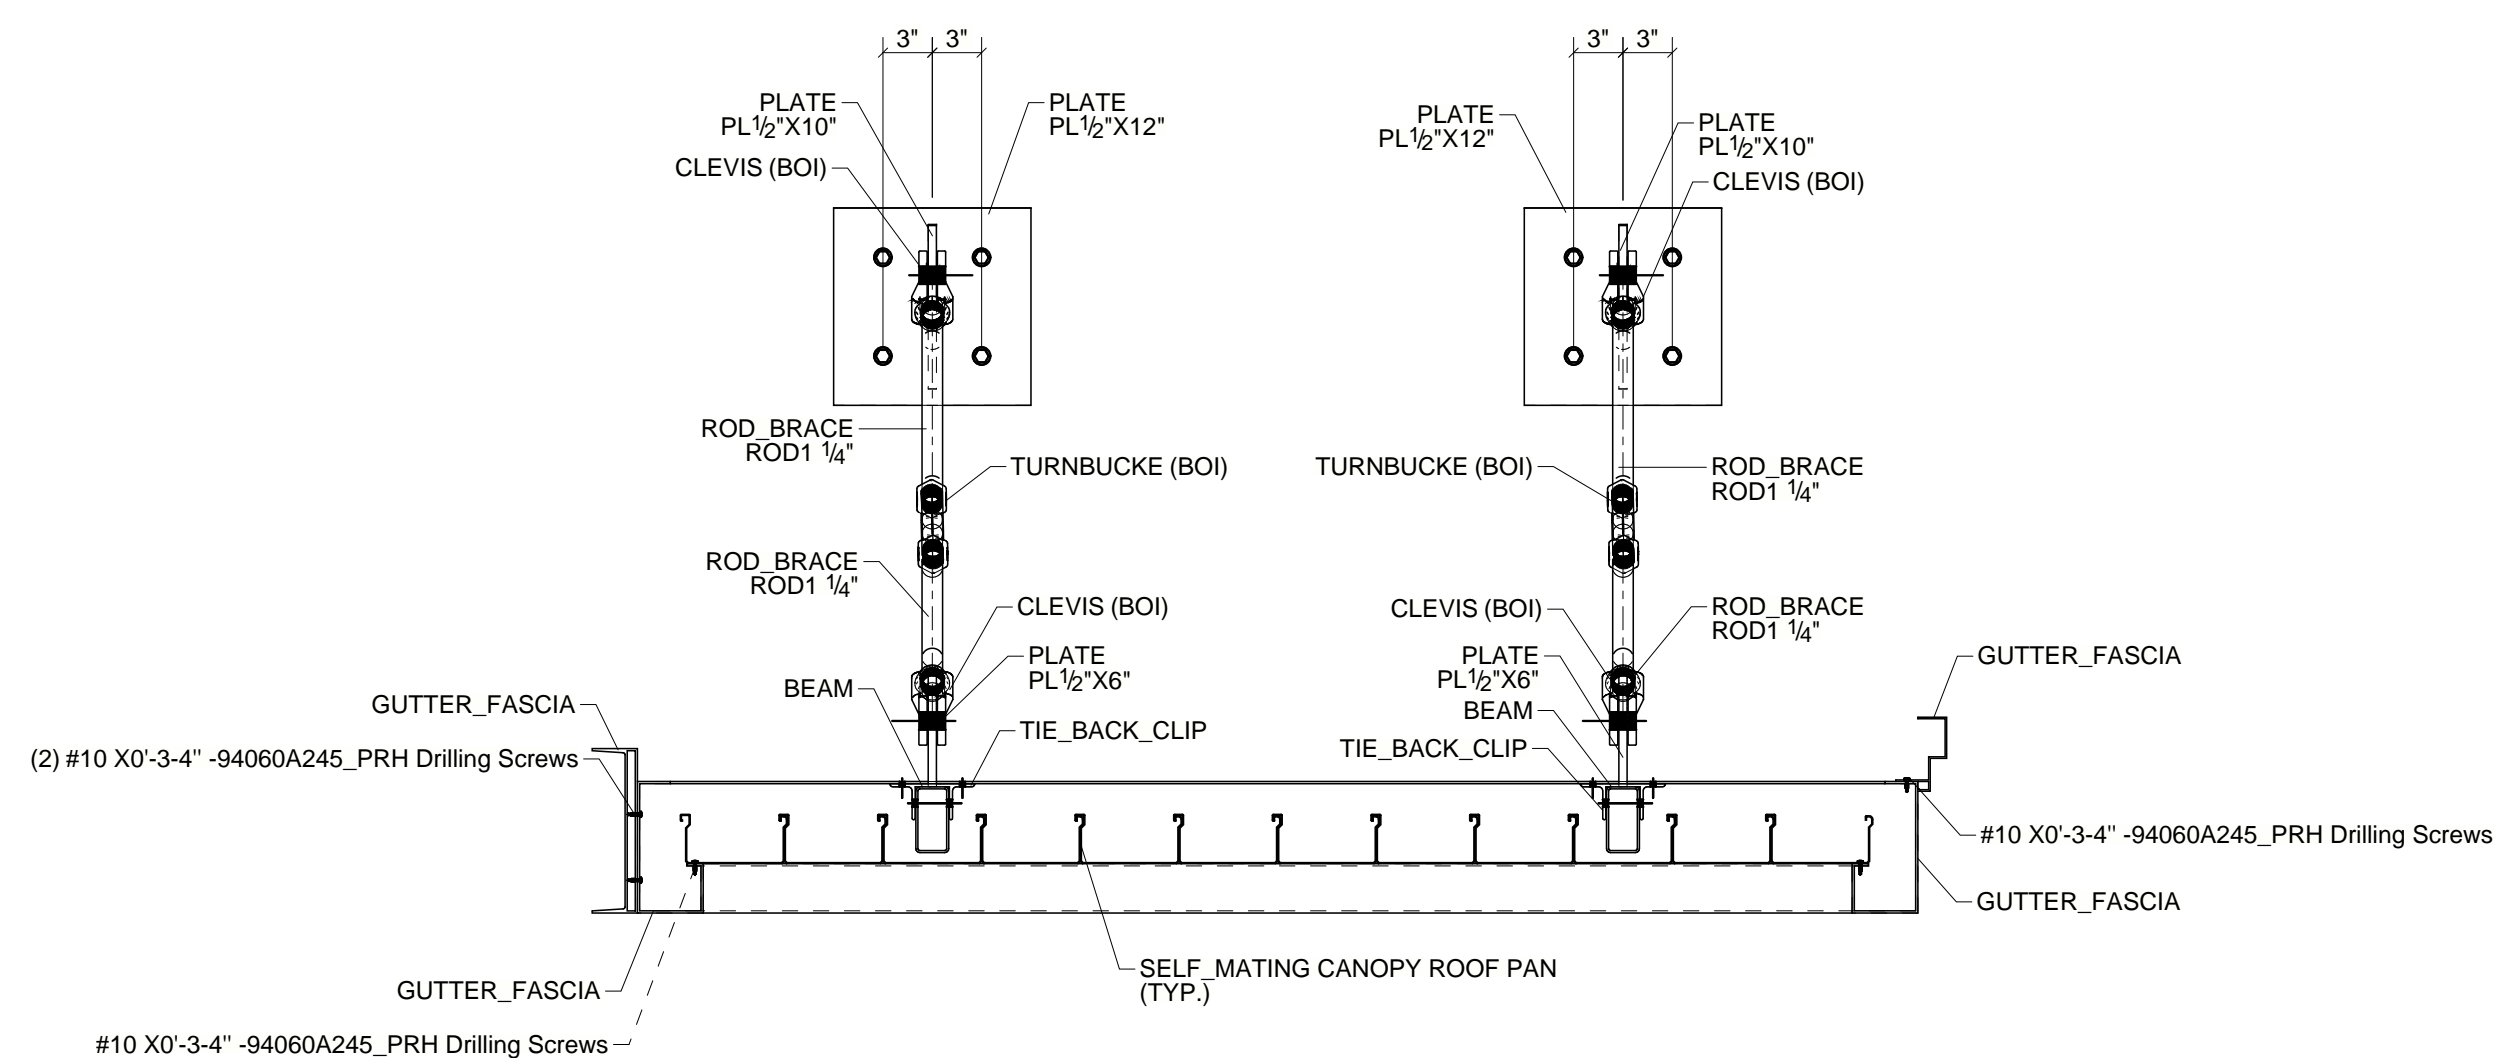 3"
3"
3"
3"
PLATE
PL1/2"X10"
PLATE
PL1/2"X12"
CLEVIS (BOI)
PLATE
PL1/2"X12"
PLATE
PL1/2"X10"
CLEVIS (BOI)
ROD_BRACE
ROD1 1/4"
TURNBUCKE (BOI)
TURNBUCKE (BOI)
ROD_BRACE
ROD1 1/4"
ROD_BRACE
ROD1 1/4"
CLEVIS (BOI)
CLEVIS (BOI)
ROD_BRACE
ROD1 1/4"
PLATE
PL1/2"X6"
PLATE
PL1/2"X6"
GUTTER_FASCIA
BEAM
GUTTER_FASCIA
BEAM
TIE_BACK_CLIP
TIE_BACK_CLIP
(2) #10 X0'-3-4" -94060A245_PRH Drilling Screws
#10 X0'-3-4" -94060A245_PRH Drilling Screws
GUTTER_FASCIA
SELF_MATING CANOPY ROOF PAN
(TYP.)
GUTTER_FASCIA
#10 X0'-3-4" -94060A245_PRH Drilling Screws